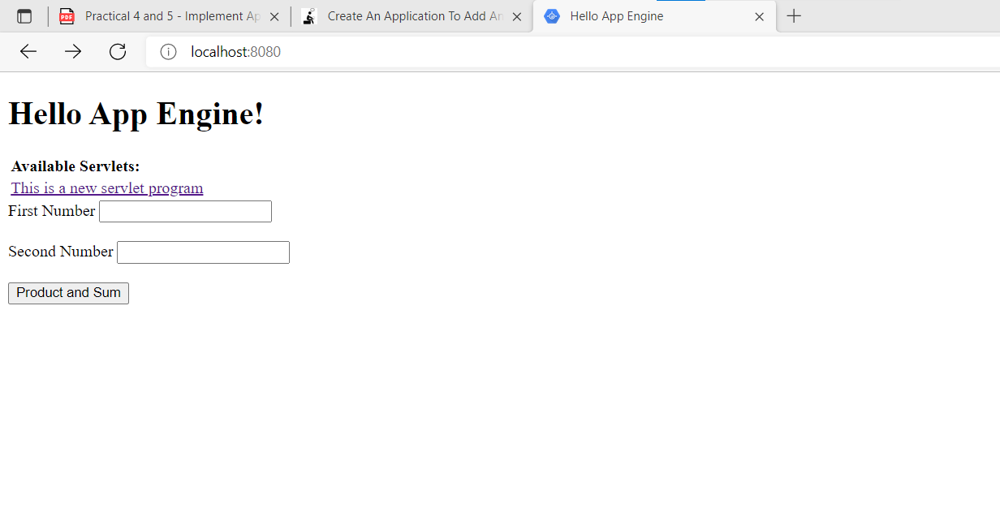 Practical 4 and 5 - Implement Ap
Create An Application To Add An
Hello App Engine
localhost:8080
Hello App Engine!
Available Servlets:
This is a new servlet program
First Number
Second Number
Product and Sum